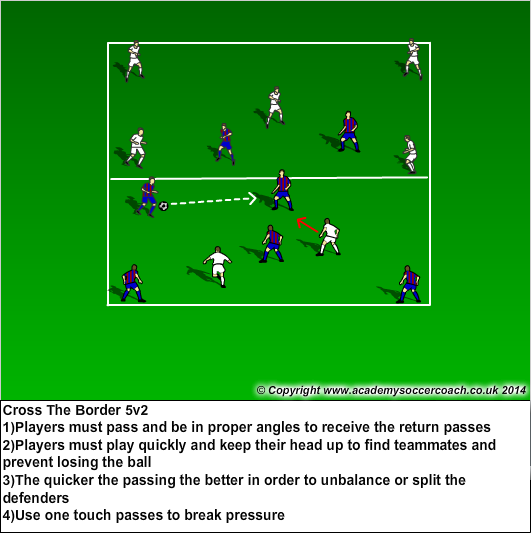 © Copyright www.academysoccercoach.co.uk 2014
Cross The Border 5v2
1)Players must pass and be in proper angles to receive the return passes
2)Players must play quickly and keep their head up to find teammates and
prevent losing the ball
3)The quicker the passing the better in order to unbalance or split the
defenders
4)Use one touch passes to break pressure